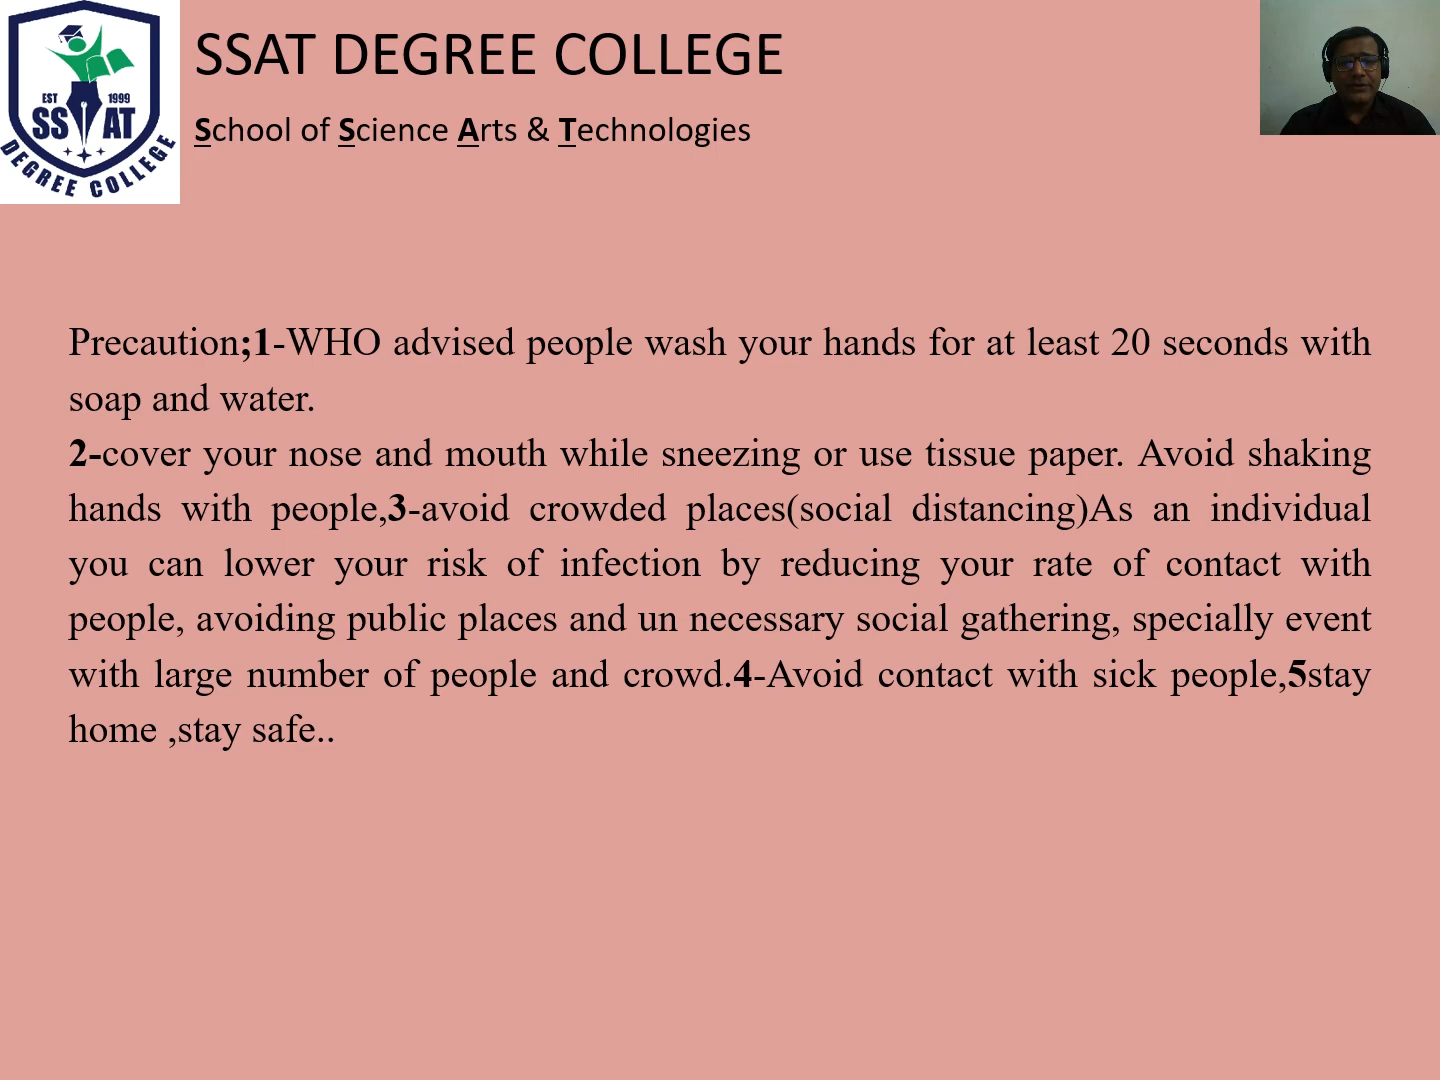 EST 1999
SS AT
DEGREE COLLEGE
SSAT DEGREE COLLEGE
School of Science Arts & Technologies
Precaution;1-WHO advised people wash your hands for at least 20 seconds with
soap and water.
2-cover your nose and mouth while sneezing or use tissue paper. Avoid shaking
hands with people,3-avoid crowded places(social distancing)As an individual
you can lower your risk of infection by reducing your rate of contact with
people, avoiding public places and un necessary social gathering, specially event
with large number of people and crowd.4-Avoid contact with sick people,5stay
home ,stay safe..